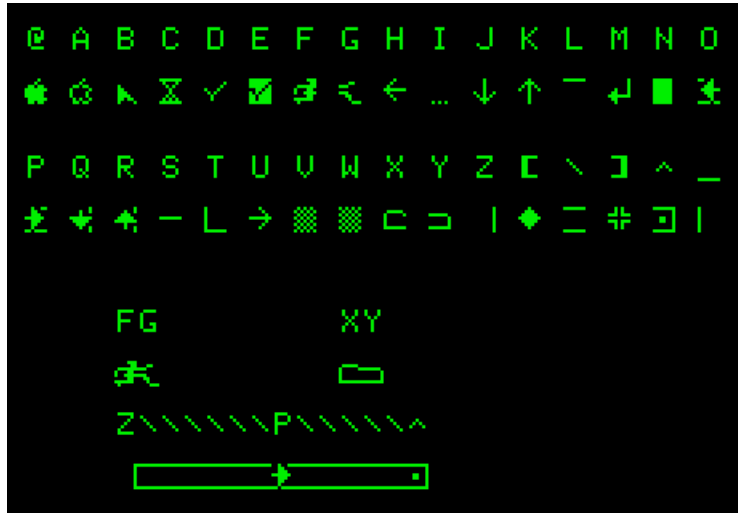 @ A B C D E F G H I J K L M N O
← … ↓ ↑ ¯ ↵
P Q R S T U V W X Y Z [ \ ] ^ _
─ → ▒ ▒ | ◆ |
FG XY
Z\\\\\\P\\\\\^